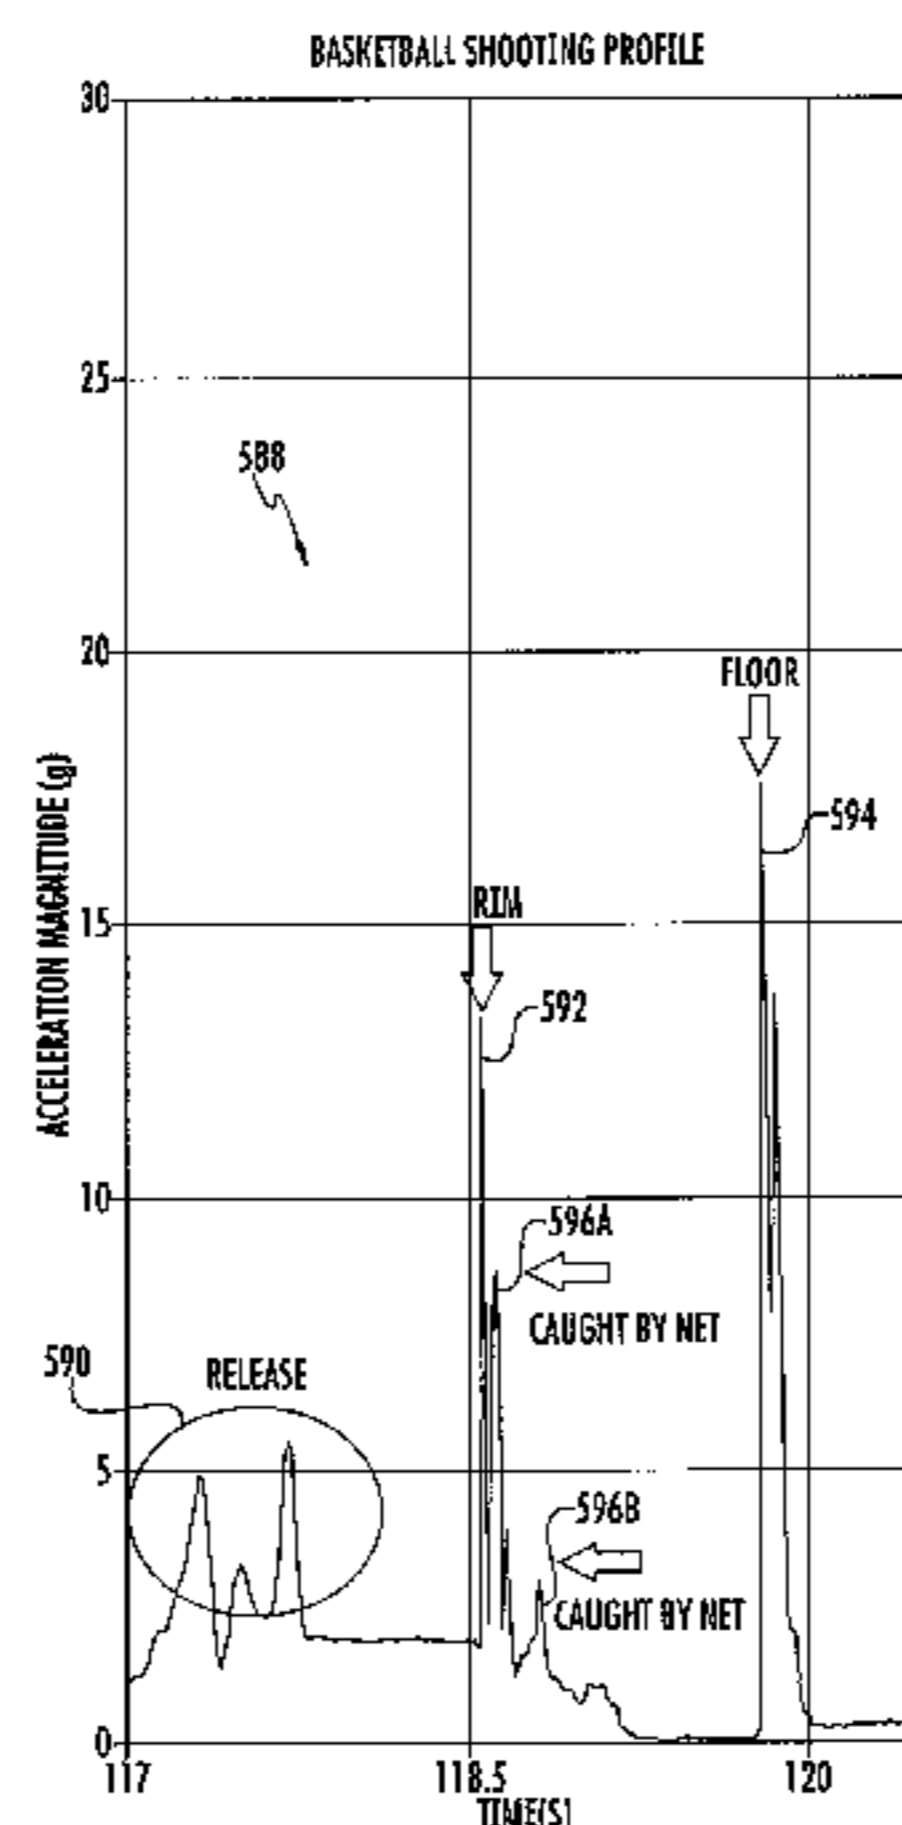 BASKETBALL SHOOTING PROFILE
30
25
588
20
FLOOR
594
ACCELERATION MAGNITUDE (g)
RIM
15
592
10
596A
CAUGHT BY NET
590
RELEASE
5
596B
CAUGHT BY NET
0
117
118.5
120
TIME(S)